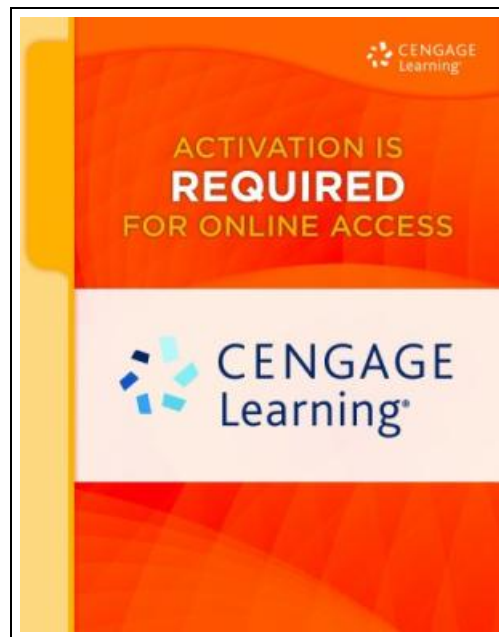 CENGAGE
Learning®
ACTIVATION IS
REQUIRED
FOR ONLINE ACCESS
CENGAGE
Learning®